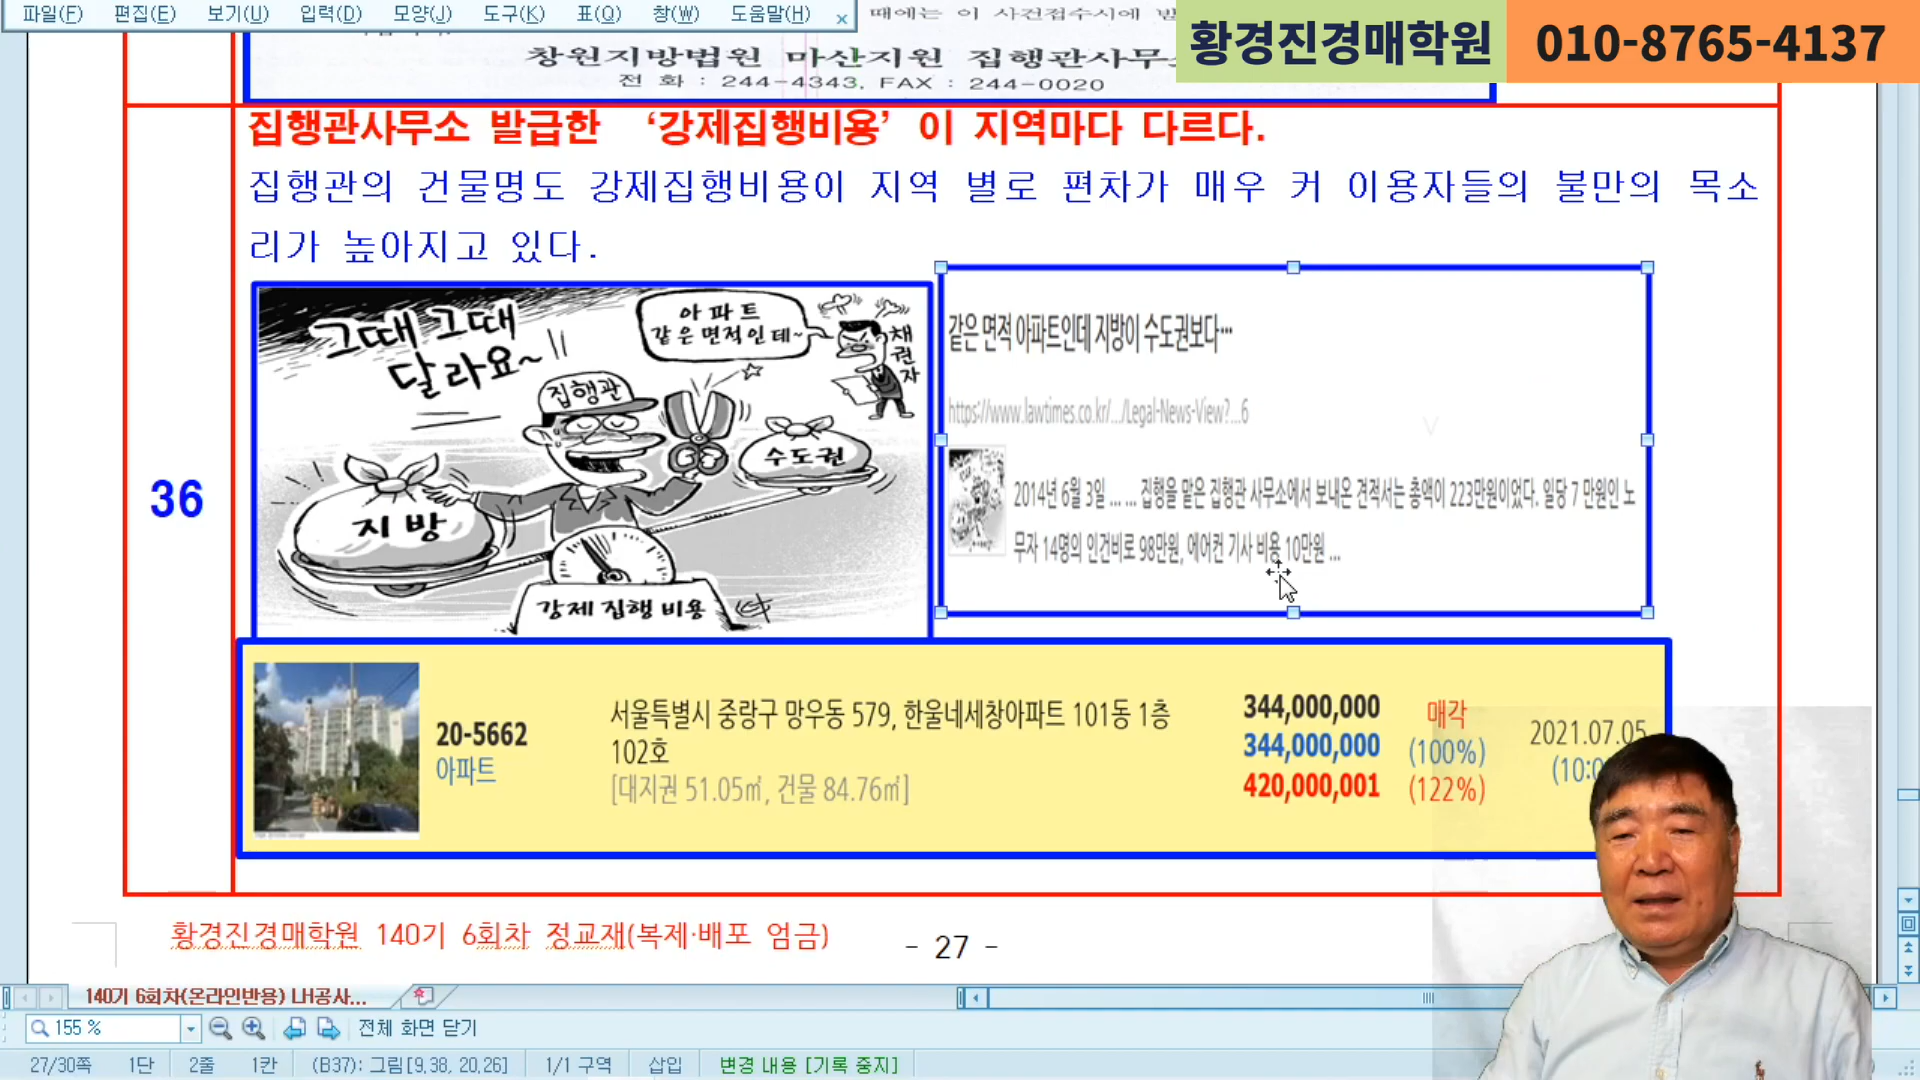 파일(F) 편집(E) 보기(U) 입력(D) 모양(J) 도구(K) 표(Q) 창(W) 도움말(H) x
때에는 이 사건접수시에
황경진경매학원 010-8765-4137
창원지방법원 마산지원 집행관사무
전 화 : 244-4343, FAX : 244-0020
집행관사무소 발급한 ‘강제집행비용’이 지역마다 다르다.
집행관의 건물명도 강제집행비용이 지역 별로 편차가 매우 커 이용자들의 불만의 목소
리가 높아지고 있다.
36
그때 그때
달라요~
아파트
같은 면적인데~
채권자
집행관
수도권
지방
강제 집행 비용
같은 면적 아파트인데 지방이 수도권보다…
https://www.lawtimes.co.kr/.../Legal-News-View?...6
2014년 6월 3일 ... ... 집행을 맡은 집행관 사무소에서 보내온 견적서는 총액이 223만원이었다. 일당 7 만원인 노
무자 14명의 인건비로 98만원, 에어컨 기사 비용 10만원 ...
20-5662
아파트
서울특별시 중랑구 망우동 579, 한울네세창아파트 101동 1층
102호
[대지권 51.05㎡, 건물 84.76㎡]
344,000,000
344,000,000
420,000,001
매각
(100%)
(122%)
2021.07.05
(10:0
황경진경매학원 140기 6회차 정교재(복제·배포 엄금)
- 27 -
140기 6회차(온라인반용) LH공사...
155 %
전체 화면 닫기
27/30쪽 1단 2줄 1칸 (B37): 그림[9,38, 20,26] 1/1 구역 삽입 변경 내용 [기록 중지]